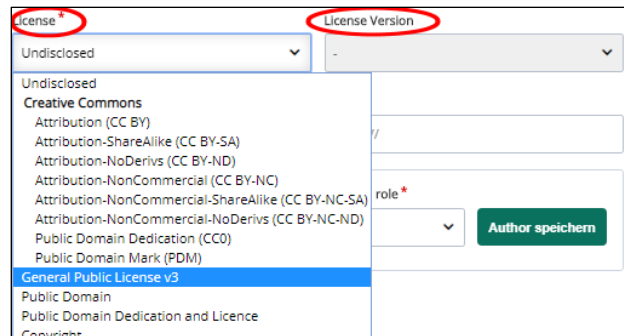 License * License Version
Undisclosed -
Undisclosed
Creative Commons
Attribution (CC BY)
Attribution-ShareAlike (CC BY-SA) //
Attribution-NoDerivs (CC BY-ND)
Attribution-NonCommercial (CC BY-NC)
Attribution-NonCommercial-ShareAlike (CC BY-NC-SA) role *
Attribution-NonCommercial-NoDerivs (CC BY-NC-ND)
Public Domain Dedication (CC0) Author speichern
Public Domain Mark (PDM)
General Public License v3
Public Domain
Public Domain Dedication and Licence
Copyright